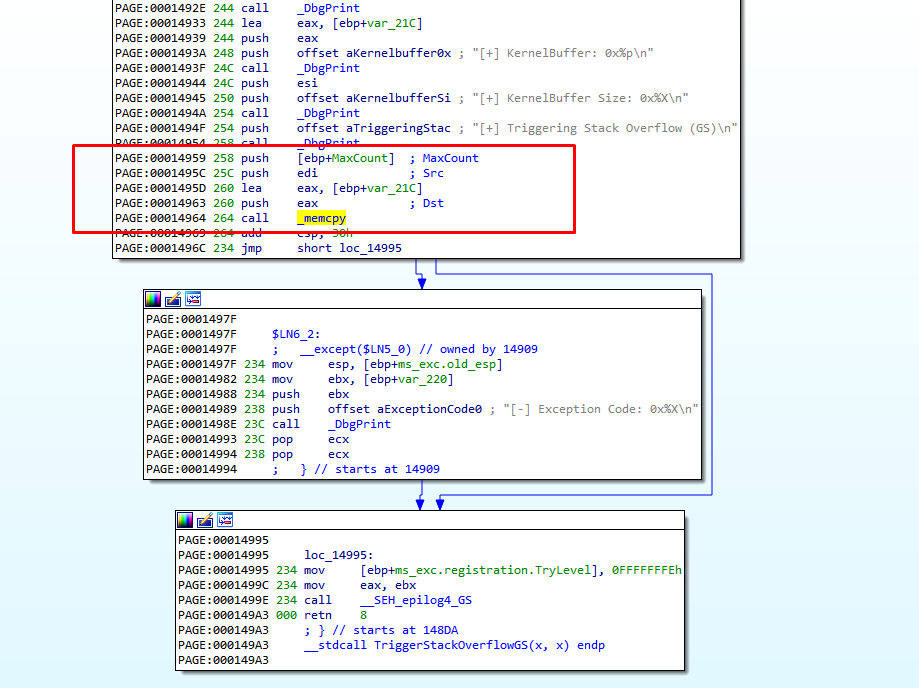 PAGE:0001492E 244 call    _DbgPrint
PAGE:00014933 244 lea     eax, [ebp+var_21C]
PAGE:00014939 244 push    eax
PAGE:0001493A 248 push    offset aKernelbuffer0x ; "[+] KernelBuffer: 0x%p\n"
PAGE:0001493F 24C call    _DbgPrint
PAGE:00014944 24C push    esi
PAGE:00014945 250 push    offset aKernelbufferSi ; "[+] KernelBuffer Size: 0x%X\n"
PAGE:0001494A 254 call    _DbgPrint
PAGE:0001494F 254 push    offset aTriggeringStac ; "[+] Triggering Stack Overflow (GS)\n"
PAGE:00014954 258 call    _DbgPrint
PAGE:00014959 258 push    [ebp+MaxCount]  ; MaxCount
PAGE:0001495C 25C push    edi             ; Src
PAGE:0001495D 260 lea     eax, [ebp+var_21C]
PAGE:00014963 260 push    eax             ; Dst
PAGE:00014964 264 call    _memcpy
PAGE:00014969 264 add     esp, 30h
PAGE:0001496C 234 jmp     short loc_14995
PAGE:0001497F
PAGE:0001497F     $LN6_2:
PAGE:0001497F     ;   __except($LN5_0) // owned by 14909
PAGE:0001497F 234 mov     esp, [ebp+ms_exc.old_esp]
PAGE:00014982 234 mov     ebx, [ebp+var_220]
PAGE:00014988 234 push    ebx
PAGE:00014989 238 push    offset aExceptionCode0 ; "[-] Exception Code: 0x%X\n"
PAGE:0001498E 23C call    _DbgPrint
PAGE:00014993 23C pop     ecx
PAGE:00014994 238 pop     ecx
PAGE:00014994     ;   } // starts at 14909
PAGE:00014995
PAGE:00014995     loc_14995:
PAGE:00014995 234 mov     [ebp+ms_exc.registration.TryLevel], 0FFFFFFFEh
PAGE:0001499C 234 mov     eax, ebx
PAGE:0001499E 234 call    __SEH_epilog4_GS
PAGE:000149A3 000 retn    8
PAGE:000149A3     ; } // starts at 148DA
PAGE:000149A3     __stdcall TriggerStackOverflowGS(x, x) endp
PAGE:000149A3